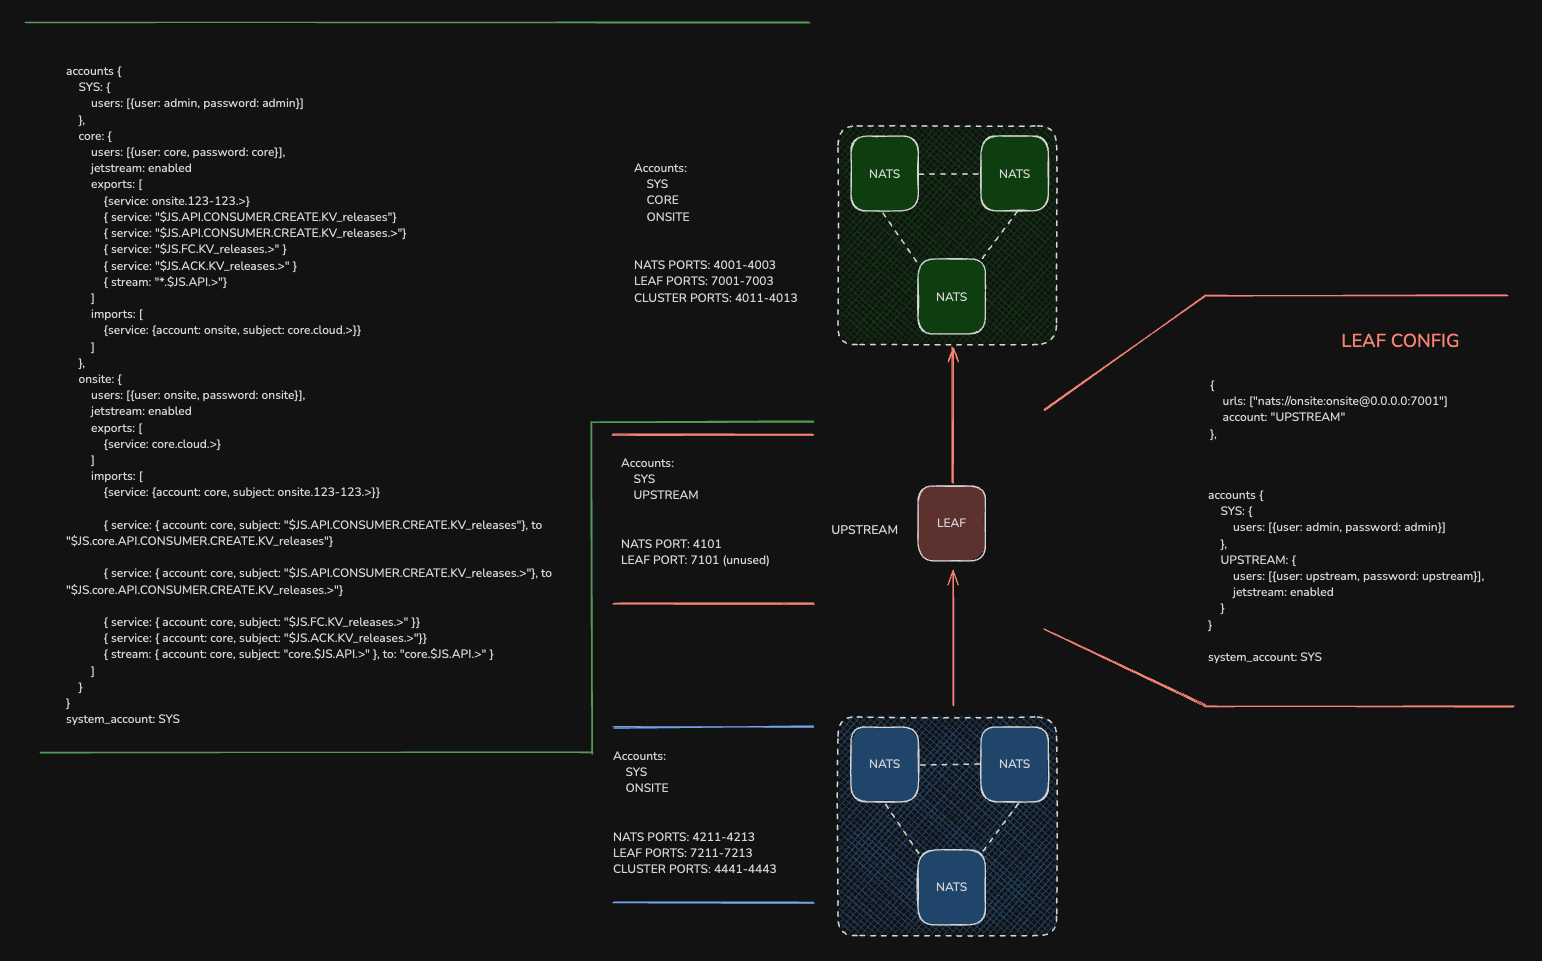 accounts {
SYS: {
users: [{user: admin, password: admin}]
},
core: {
users: [{user: core, password: core}],
jetstream: enabled
exports: [
{service: onsite.123-123.>}
{ service: "$JS.API.CONSUMER.CREATE.KV_releases"}
{ service: "$JS.API.CONSUMER.CREATE.KV_releases.>"}
{ service: "$JS.FC.KV_releases.>" }
{ service: "$JS.ACK.KV_releases.>" }
{ stream: "*.$JS.API.>"}
]
imports: [
{service: {account: onsite, subject: core.cloud.>}}
]
},
onsite: {
users: [{user: onsite, password: onsite}],
jetstream: enabled
exports: [
{service: core.cloud.>}
]
imports: [
{service: {account: core, subject: onsite.123-123.>}}
{ service: { account: core, subject: "$JS.API.CONSUMER.CREATE.KV_releases"}, to
"$JS.core.API.CONSUMER.CREATE.KV_releases"}
{ service: { account: core, subject: "$JS.API.CONSUMER.CREATE.KV_releases.>"}, to
"$JS.core.API.CONSUMER.CREATE.KV_releases.>"}
{ service: { account: core, subject: "$JS.FC.KV_releases.>" }}
{ service: { account: core, subject: "$JS.ACK.KV_releases.>"}}
{ stream: { account: core, subject: "core.$JS.API.>" }, to: "core.$JS.API.>" }
]
}
}
system_account: SYS
Accounts:
SYS
CORE
ONSITE
NATS PORTS: 4001-4003
LEAF PORTS: 7001-7003
CLUSTER PORTS: 4011-4013
NATS
NATS
NATS
Accounts:
SYS
UPSTREAM
NATS PORT: 4101
LEAF PORT: 7101 (unused)
UPSTREAM
LEAF
LEAF CONFIG
{
urls: ["nats://onsite:onsite@0.0.0.0:7001"]
account: "UPSTREAM"
},
accounts {
SYS: {
users: [{user: admin, password: admin}]
},
UPSTREAM: {
users: [{user: upstream, password: upstream}],
jetstream: enabled
}
}
system_account: SYS
Accounts:
SYS
ONSITE
NATS PORTS: 4211-4213
LEAF PORTS: 7211-7213
CLUSTER PORTS: 4441-4443
NATS
NATS
NATS